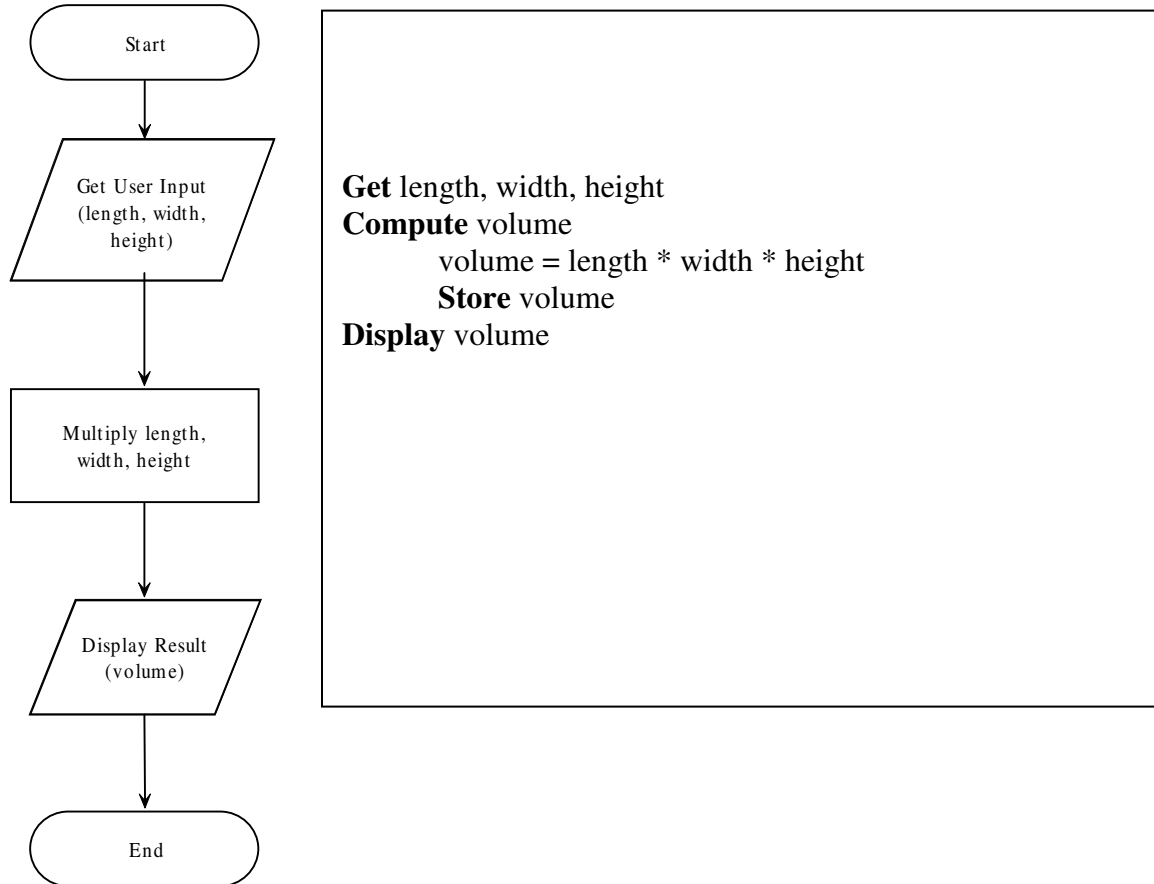 Start
Get User Input
(length, width,
height)
Multiply length,
width, height
Display Result
(volume)
End
Get length, width, height
Compute volume
volume = length * width * height
Store volume
Display volume